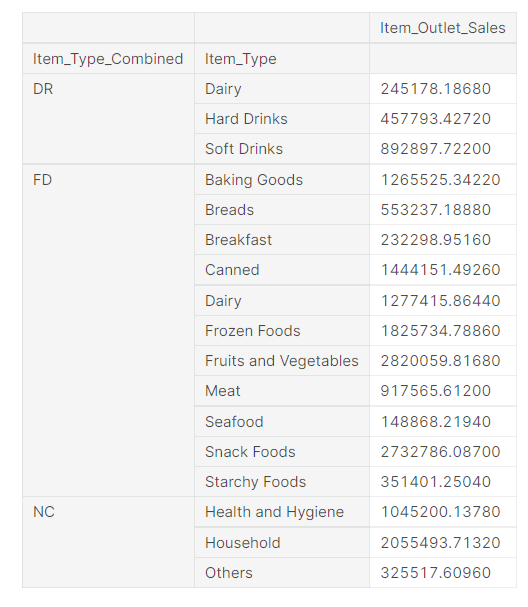 Item_Outlet_Sales
Item_Type_Combined Item_Type
DR Dairy 245178.18680
Hard Drinks 457793.42720
Soft Drinks 892897.72200
FD Baking Goods 1265525.34220
Breads 553237.18880
Breakfast 232298.95160
Canned 1444151.49260
Dairy 1277415.86440
Frozen Foods 1825734.78860
Fruits and Vegetables 2820059.81680
Meat 917565.61200
Seafood 148868.21940
Snack Foods 2732786.08700
Starchy Foods 351401.25040
NC Health and Hygiene 1045200.13780
Household 2055493.71320
Others 325517.60960